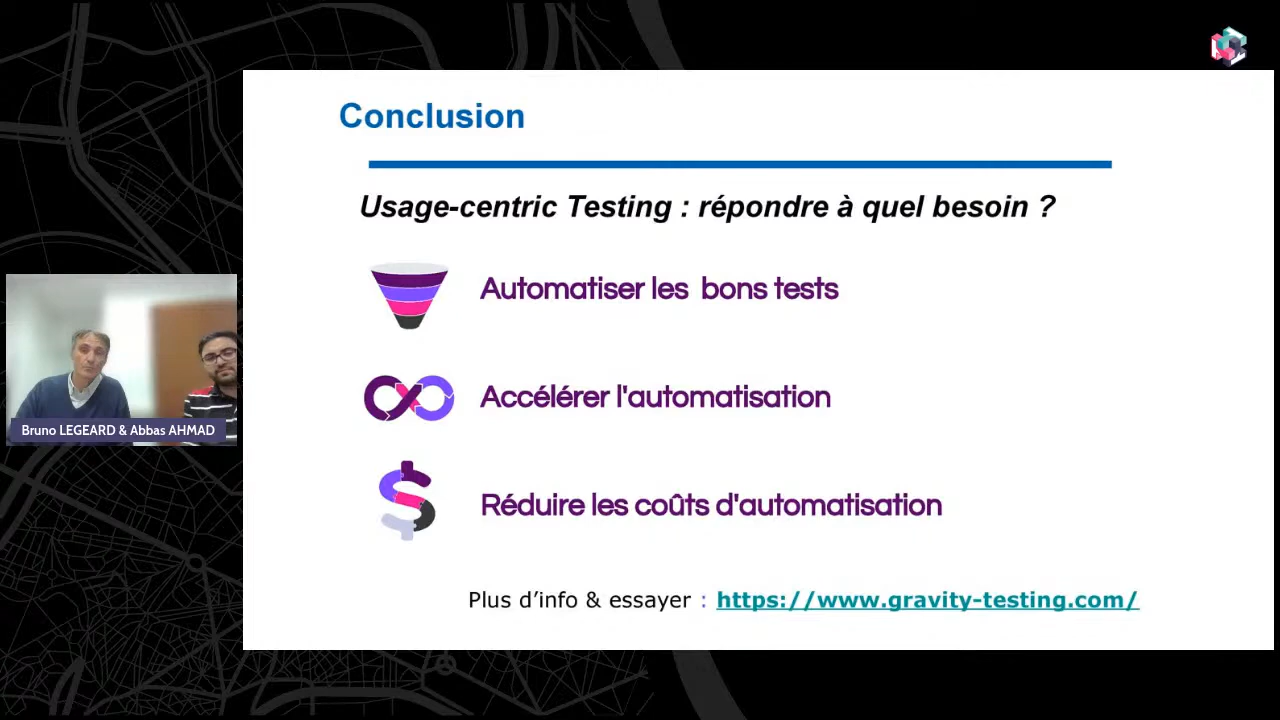 Conclusion
Usage-centric Testing : répondre à quel besoin ?
Automatiser les  bons tests
Accélérer l'automatisation
Bruno LEGEARD & Abbas AHMAD
Réduire les coûts d'automatisation
Plus d’info & essayer : https://www.gravity-testing.com/